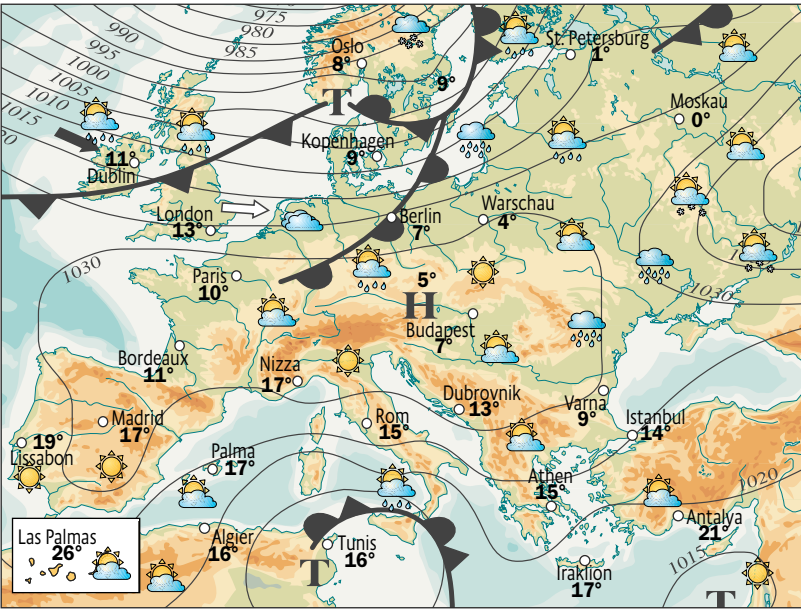 975
980
985
990
995
1000
1005
1010
1015
Oslo
8°
9°
St. Petersburg
1°
T
Moskau
0°
Kopenhagen
9°
11°
Dublin
London
13°
Berlin
7°
Warschau
4°
1030
Paris
10°
5°
H
1030
Budapest
7°
Bordeaux
11°
Nizza
17°
Dubrovnik
13°
Varna
9°
Madrid
17°
Rom
15°
Istanbul
14°
19°
Lissabon
Palma
17°
Athen
15°
1020
Las Palmas
26°
Algier
16°
Tunis
16°
T
Antalya
21°
Iraklion
17°
1015
T